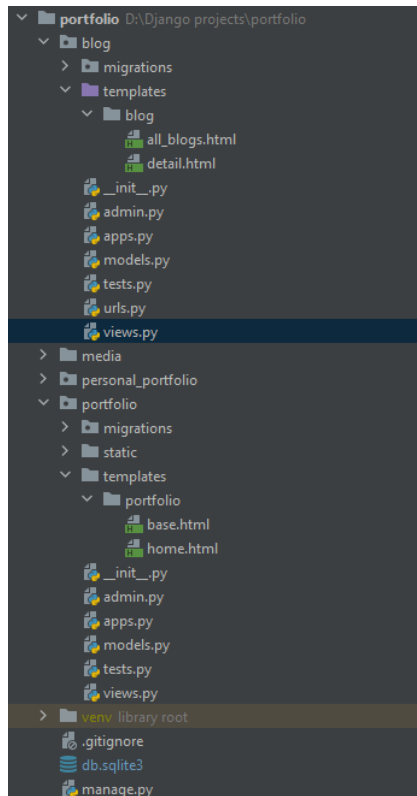 portfolio D:\Django projects\portfolio
blog
migrations
templates
blog
all_blogs.html
detail.html
__init__.py
admin.py
apps.py
models.py
tests.py
urls.py
views.py
media
personal_portfolio
portfolio
migrations
static
templates
portfolio
base.html
home.html
__init__.py
admin.py
apps.py
models.py
tests.py
views.py
venv library root
.gitignore
db.sqlite3
manage.py